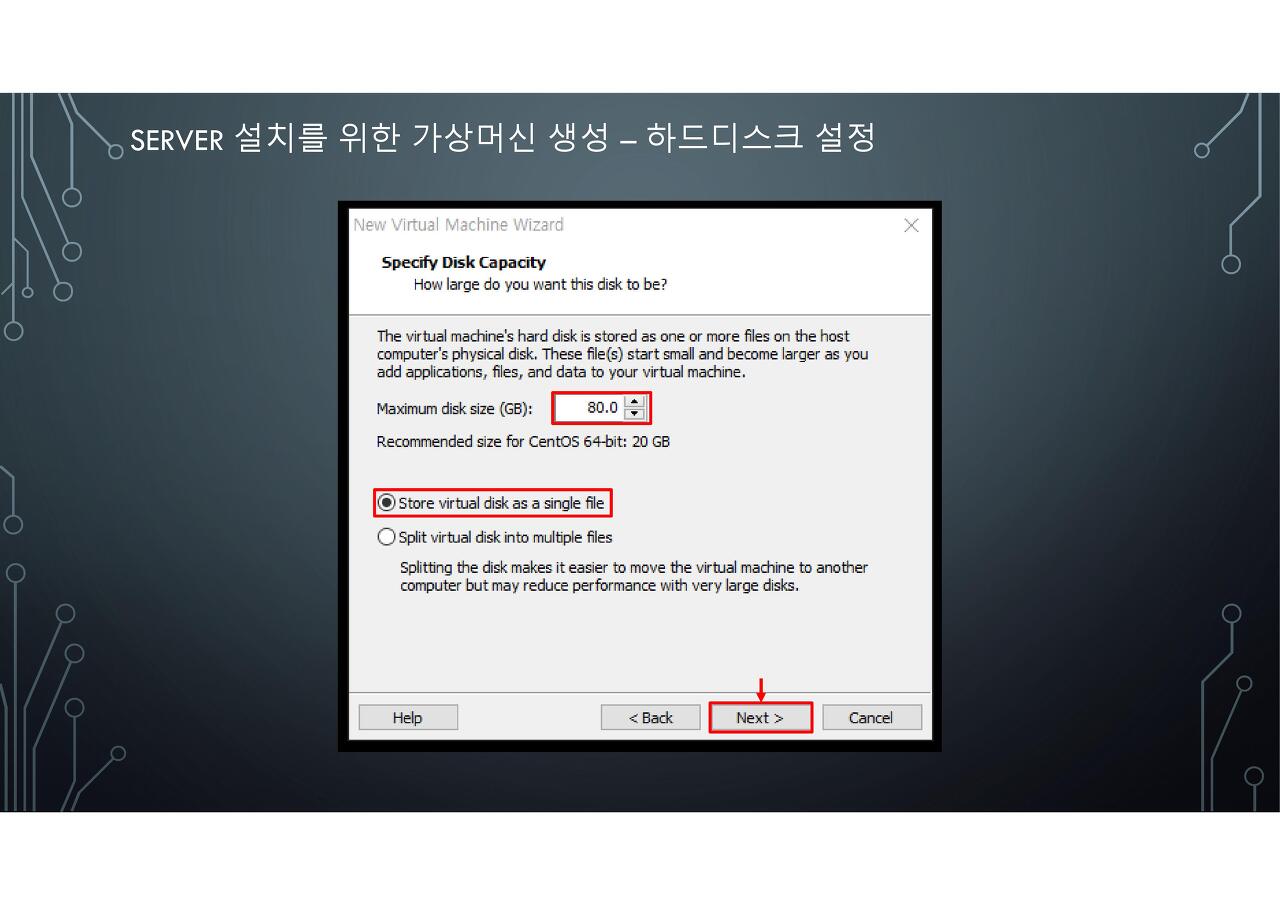 SERVER 설치를 위한 가상머신 생성 – 하드디스크 설정
New Virtual Machine Wizard
Specify Disk Capacity
How large do you want this disk to be?
The virtual machine's hard disk is stored as one or more files on the host
computer's physical disk. These file(s) start small and become larger as you
add applications, files, and data to your virtual machine.
Maximum disk size (GB): 80.0
Recommended size for CentOS 64-bit: 20 GB
Store virtual disk as a single file
Split virtual disk into multiple files
Splitting the disk makes it easier to move the virtual machine to another
computer but may reduce performance with very large disks.
Help < Back Next > Cancel